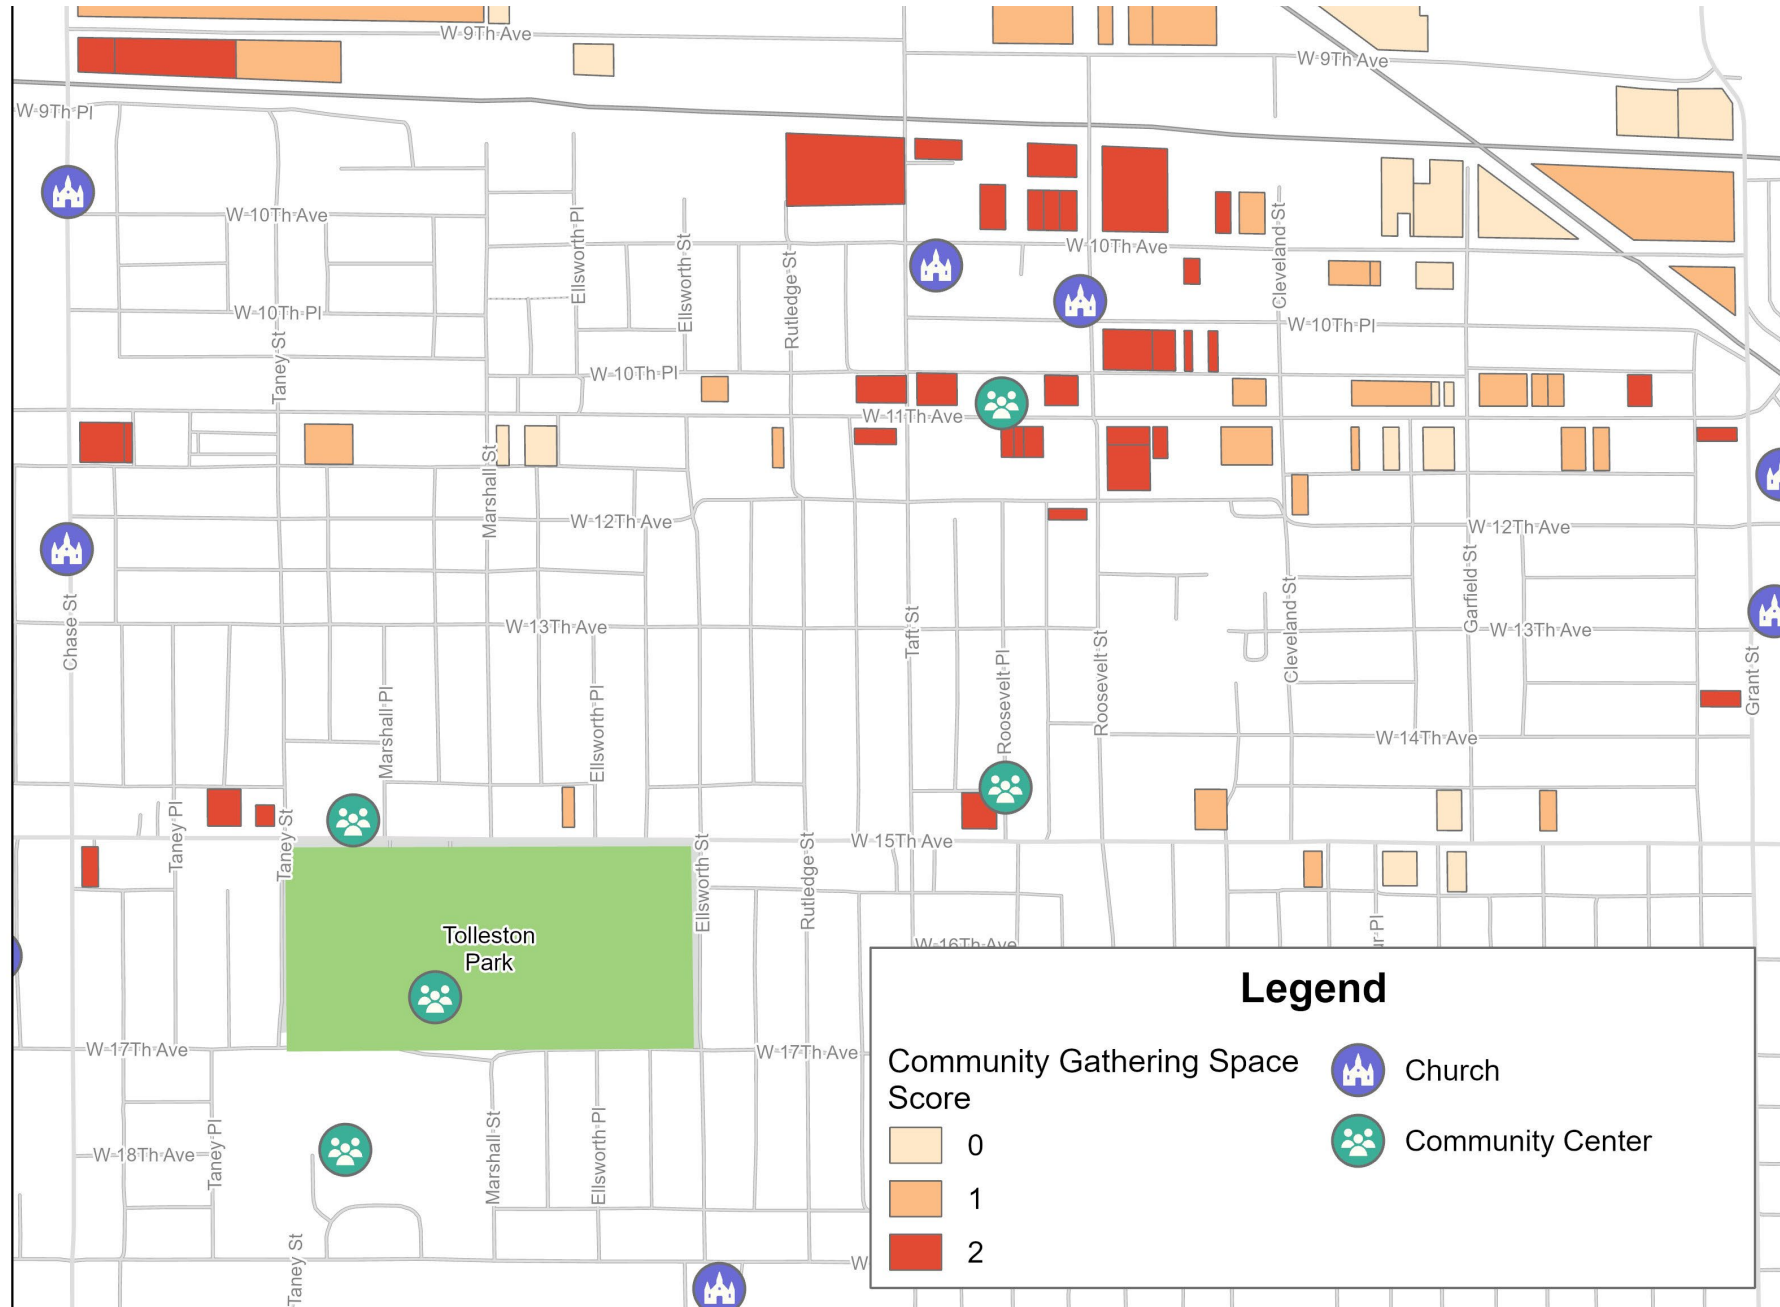 W 9Th Ave
W 9Th Ave
W 9Th Pl
W 10Th Ave
Ellsworth Pl
Ellsworth St
Rutledge St
W 10Th Ave
Cleveland St
W 10Th Pl
Taney St
W 10Th Pl
W 10Th Pl
W 11Th Ave
Marshall St
W 12Th Ave
W 12Th Ave
Garfield St
Chase St
W 13Th Ave
Taft St
Roosevelt Pl
Roosevelt St
Cleveland St
W 13Th Ave
Grant St
Marshall Pl
Ellsworth Pl
W 14Th Ave
Taney Pl
Taney St
Ellsworth St
Rutledge St
W 15Th Ave
Tolleston
Park
W 16Th Ave
ur Pl
W 17Th Ave
W 17Th Ave
W 18Th Ave
Taney Pl
Marshall St
Ellsworth Pl
Taney St
W
Legend
Community Gathering Space
Score
0
1
2
Church
Community Center